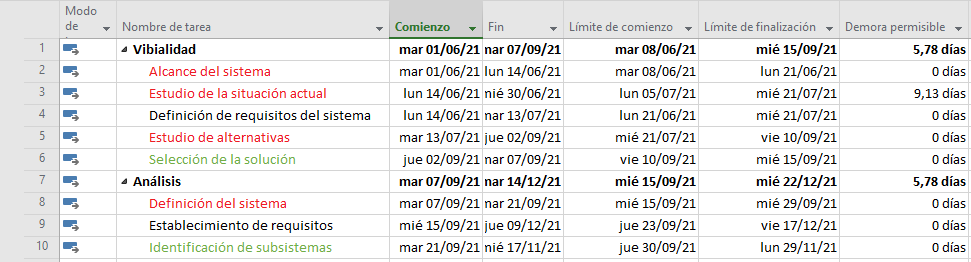 Modo de Nombre de tarea Comienzo Fin Límite de comienzo Límite de finalización Demora permisible
1 Vibialidad mar 01/06/21 mar 07/09/21 mar 08/06/21 mié 15/09/21 5,78 días
2 Alcance del sistema mar 01/06/21 lun 14/06/21 mar 08/06/21 lun 21/06/21 0 días
3 Estudio de la situación actual lun 14/06/21 mié 30/06/21 lun 05/07/21 mié 21/07/21 9,13 días
4 Definición de requisitos del sistema lun 14/06/21 mar 13/07/21 lun 21/06/21 mié 21/07/21 0 días
5 Estudio de alternativas mar 13/07/21 jue 02/09/21 mié 21/07/21 vie 10/09/21 0 días
6 Selección de la solución jue 02/09/21 mar 07/09/21 vie 10/09/21 mié 15/09/21 0 días
7 Análisis mar 07/09/21 mar 14/12/21 mié 15/09/21 mié 22/12/21 5,78 días
8 Definición del sistema mar 07/09/21 mar 21/09/21 mié 15/09/21 mié 29/09/21 0 días
9 Establecimiento de requisitos mié 15/09/21 jue 09/12/21 jue 23/09/21 vie 17/12/21 0 días
10 Identificación de subsistemas mar 21/09/21 mié 17/11/21 jue 30/09/21 lun 29/11/21 0 días